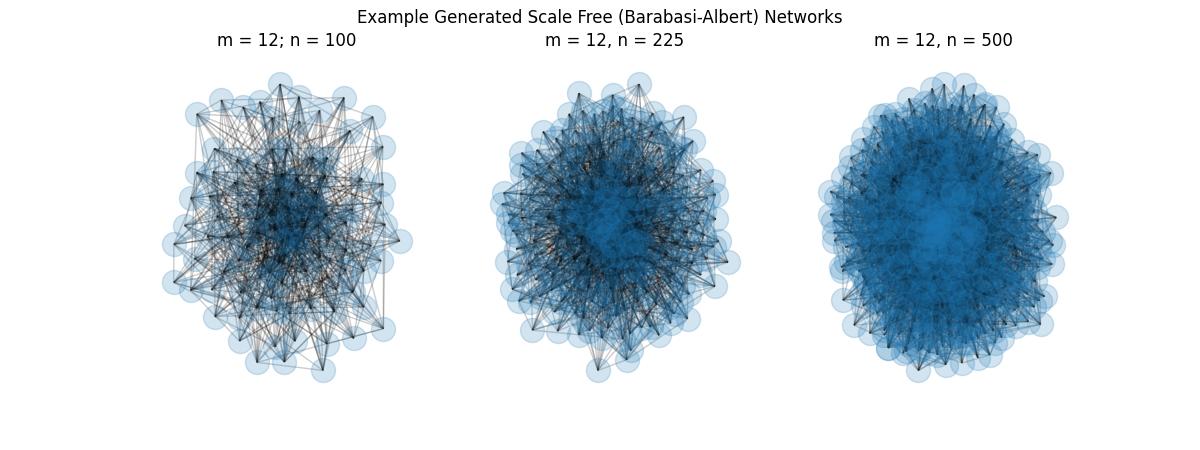 Example Generated Scale Free (Barabasi-Albert) Networks
m = 12; n = 100
m = 12, n = 225
m = 12, n = 500